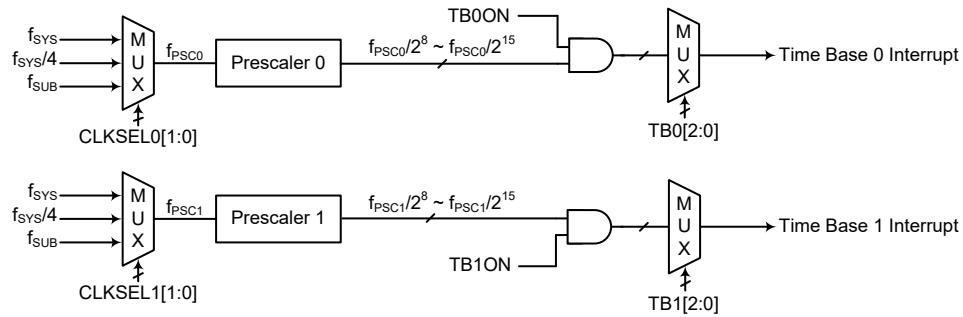 TB0ON
fSYS
fSYS/4
fSUB
M
U
X
fPSC0
Prescaler 0
fPSC0/2^8 ~ fPSC0/2^15
M
U
X
Time Base 0 Interrupt
CLKSEL0[1:0]
TB0[2:0]
fSYS
fSYS/4
fSUB
M
U
X
fPSC1
Prescaler 1
fPSC1/2^8 ~ fPSC1/2^15
M
U
X
Time Base 1 Interrupt
TB1ON
CLKSEL1[1:0]
TB1[2:0]